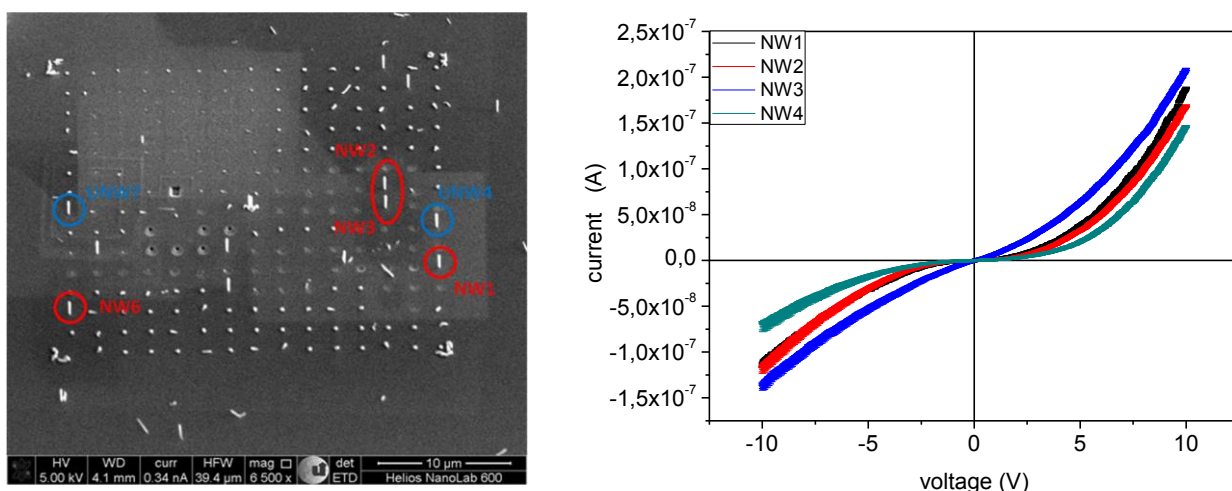 NW2
UNW7
UNW4
NW3
NW1
NW6
HV
5.00 kV
WD
4.1 mm
curr
0.34 nA
HFW
39.4 µm
mag
6 500 x
det
ETD
10 µm
Helios NanoLab 600
NW1
NW2
NW3
NW4
2,5x10-7
2,0x10-7
1,5x10-7
1,0x10-7
5,0x10-8
0,0
-5,0x10-8
-1,0x10-7
-1,5x10-7
current (A)
-10 -5 0 5 10
voltage (V)